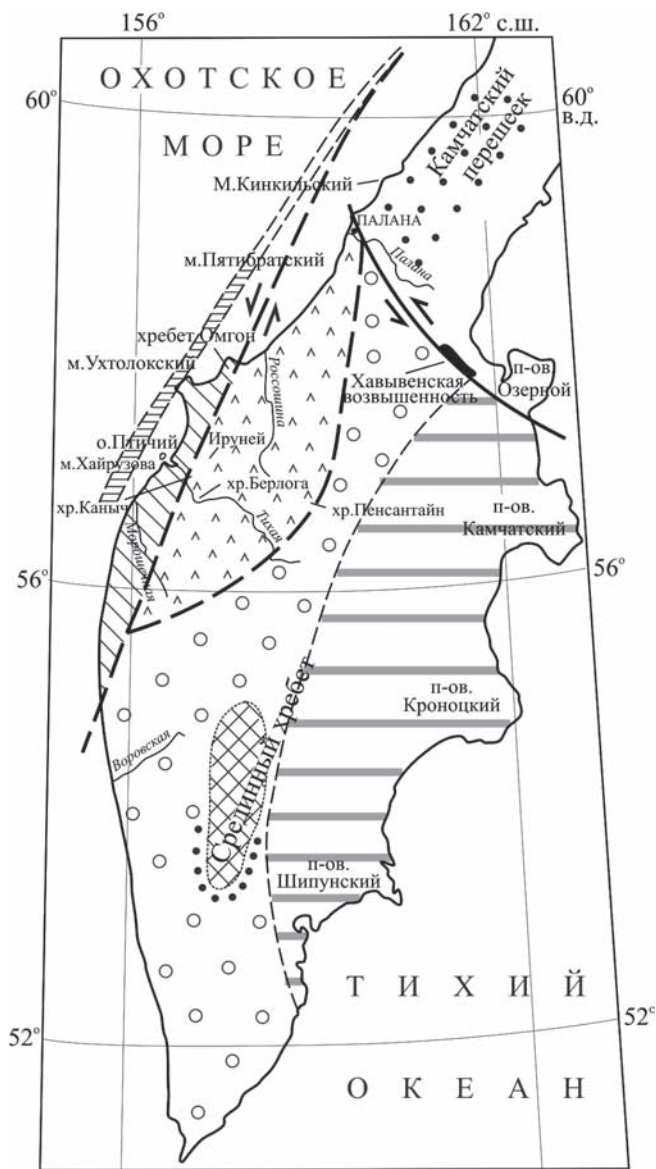 156° 162° с.ш.
60° 60°
в.д.
ОХОТСКОЕ
МОРЕ
Камчатский
перешеек
М.Кинкильский
ПАЛАНА
Палана
м.Пятибратский
хребет Омгон
м.Ухтолокский
Россошина
Хавывенская
возвышенность
п-ов.
Озерной
о.Птичий
Ируней
м.Хайрузова
хр.Каныч
хр.Берлога
хр.Пенсантайн
Тихая
Морошечная
п-ов.
Камчатский
56° 56°
Срединный хребет
п-ов.
Кроноцкий
Воровская
п-ов.
Шипунский
ТИХИЙ
52° 52°
ОКЕАН